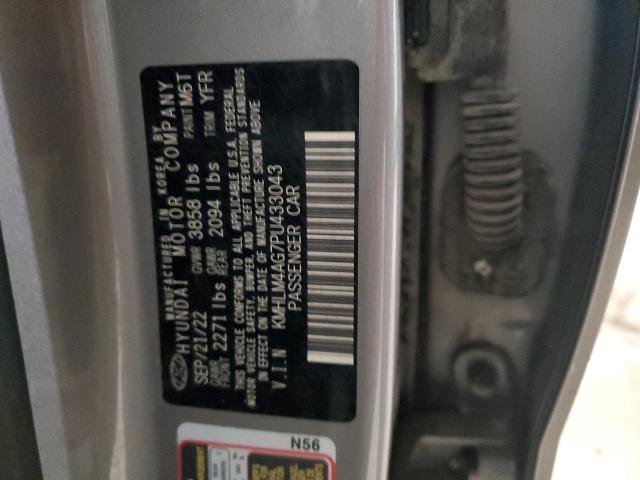 MANUFACTURED IN KOREA BY
HYUNDAI MOTOR COMPANY
SEP/21/22 GVWR 3858 lbs PAINT M6T
GAWR FRONT 2271 lbs GAWR REAR 2094 lbs TRIM YFR
THIS VEHICLE CONFORMS TO ALL APPLICABLE U.S.A. FEDERAL
MOTOR VEHICLE SAFETY, BUMPER, AND THEFT PREVENTION STANDARDS
IN EFFECT ON THE DATE OF MANUFACTURE SHOWN ABOVE
V.I.N KMHLM4AG7PU433043
PASSENGER CAR
N56